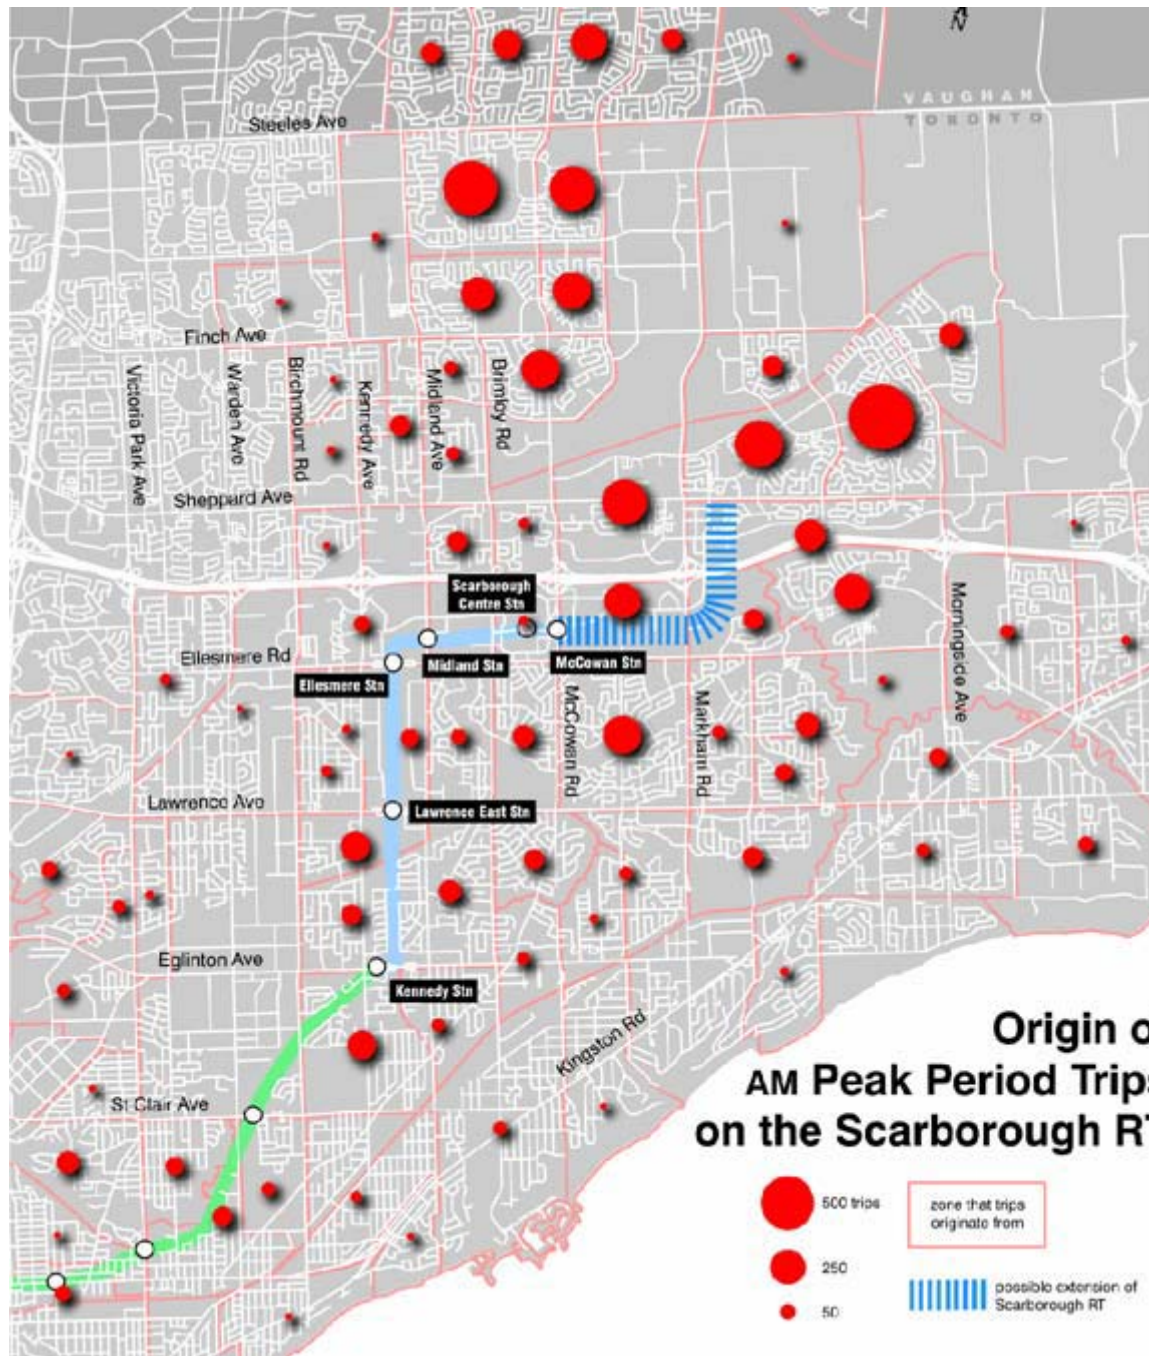 N
VAUGHAN
TORONTO
Steeles Ave
Finch Ave
Victoria Park Ave
Warden Ave
Birchmount Rd
Kennedy Ave
Midland Ave
Brimley Rd
Sheppard Ave
Scarborough
Centre Stn
Ellesmere Rd
Midland Stn
McCowan Stn
Ellesmere Stn
McCowan Rd
Markham Rd
Morningside Ave
Lawrence Ave
Lawrence East Stn
Eglinton Ave
Kennedy Stn
Kingston Rd
St Clair Ave
Origin o
AM Peak Period Trips
on the Scarborough RT
500 trips
250
50
zone that trips
originate from
possible extension of
Scarborough RT